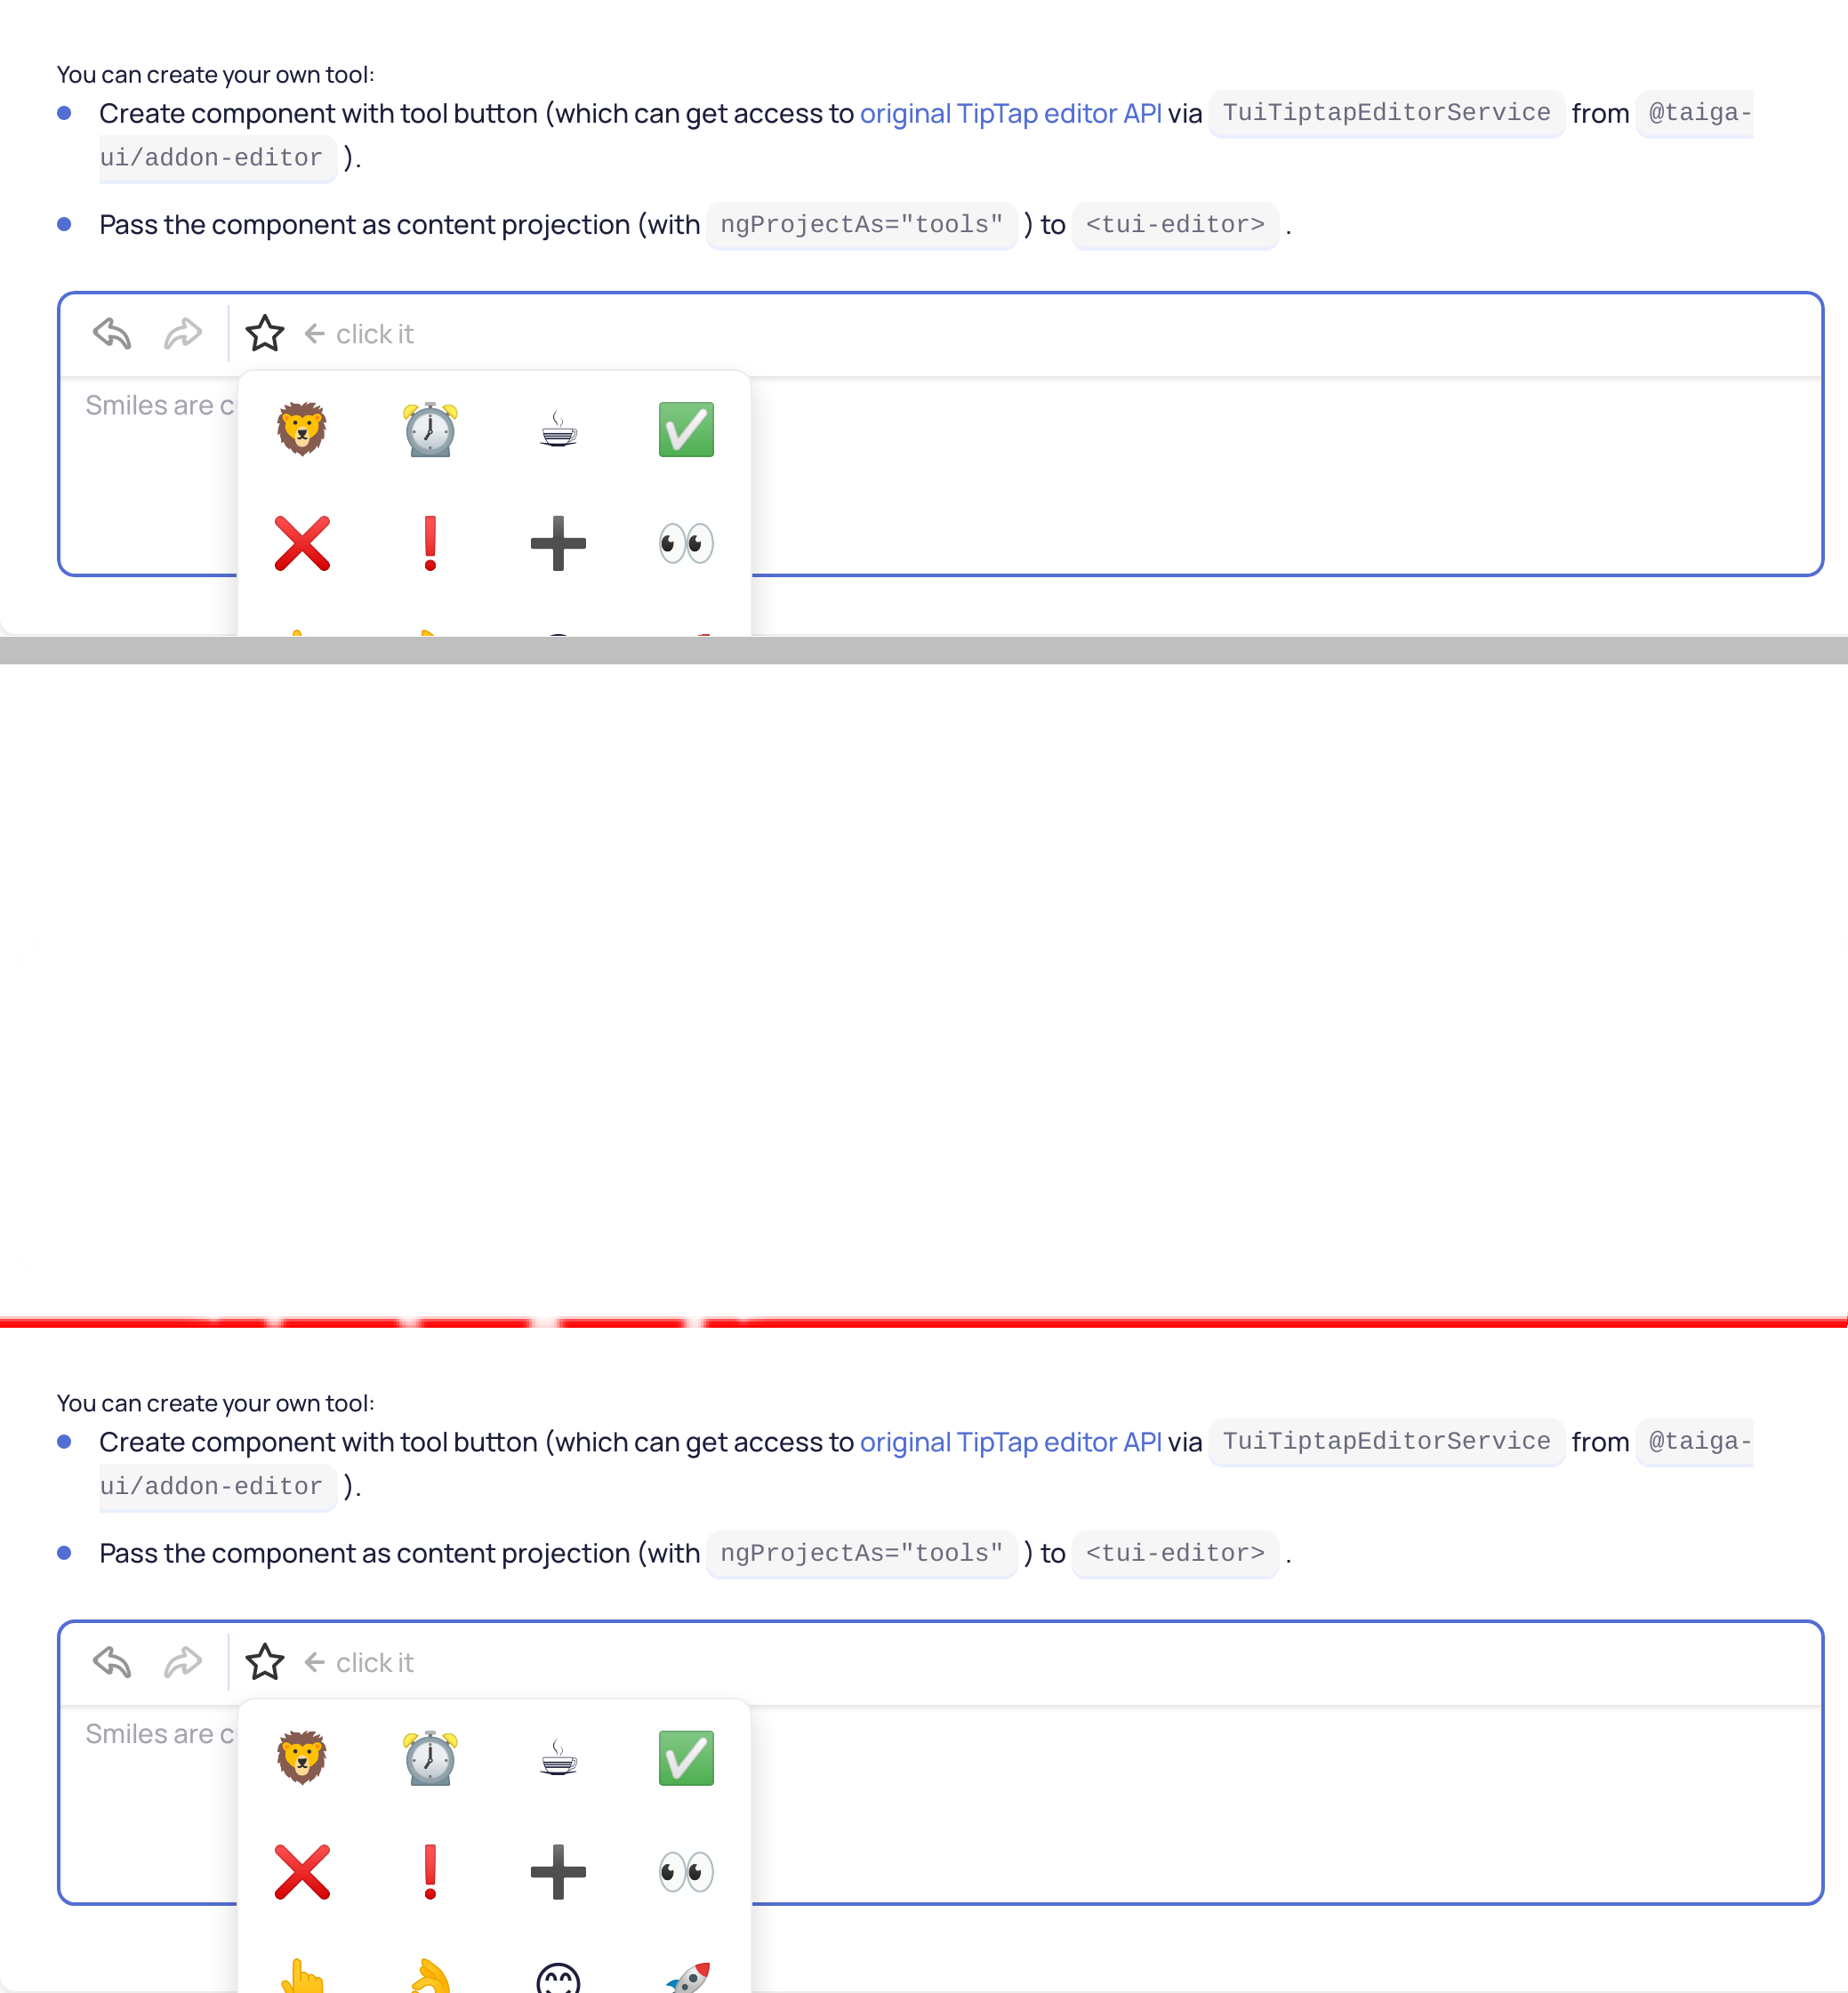 You can create your own tool:
Create component with tool button (which can get access to original TipTap editor API via TuiTiptapEditorService from @taiga-
ui/addon-editor ).
Pass the component as content projection (with ngProjectAs="tools" ) to <tui-editor> .
← click it
Smiles are c
You can create your own tool:
Create component with tool button (which can get access to original TipTap editor API via TuiTiptapEditorService from @taiga-
ui/addon-editor ).
Pass the component as content projection (with ngProjectAs="tools" ) to <tui-editor> .
← click it
Smiles are c